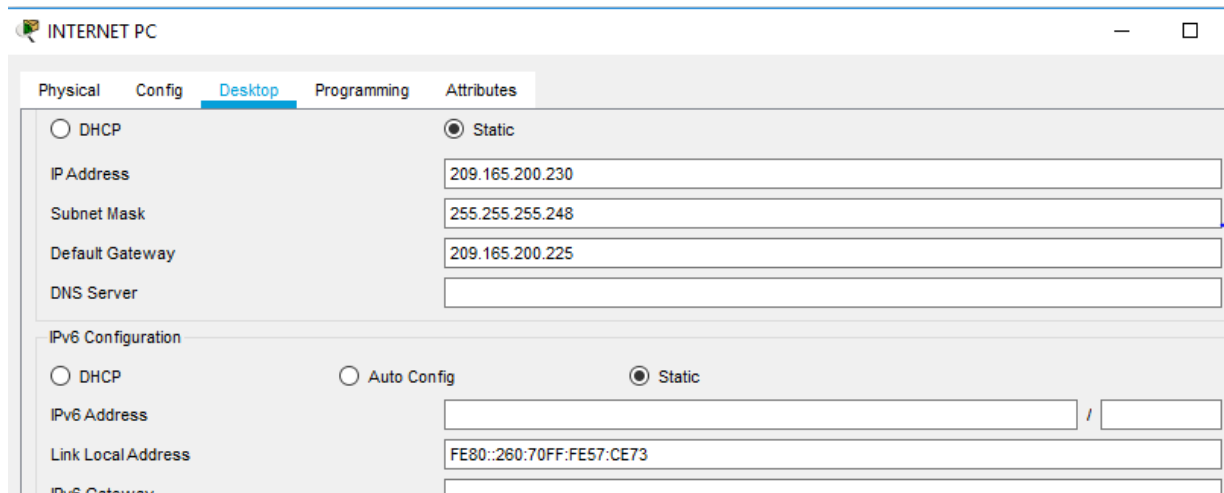 INTERNET PC
Physical Config Desktop Programming Attributes
DHCP Static
IP Address 209.165.200.230
Subnet Mask 255.255.255.248
Default Gateway 209.165.200.225
DNS Server
IPv6 Configuration
DHCP Auto Config Static
IPv6 Address /
Link Local Address FE80::260:70FF:FE57:CE73
IPv6 Gateway